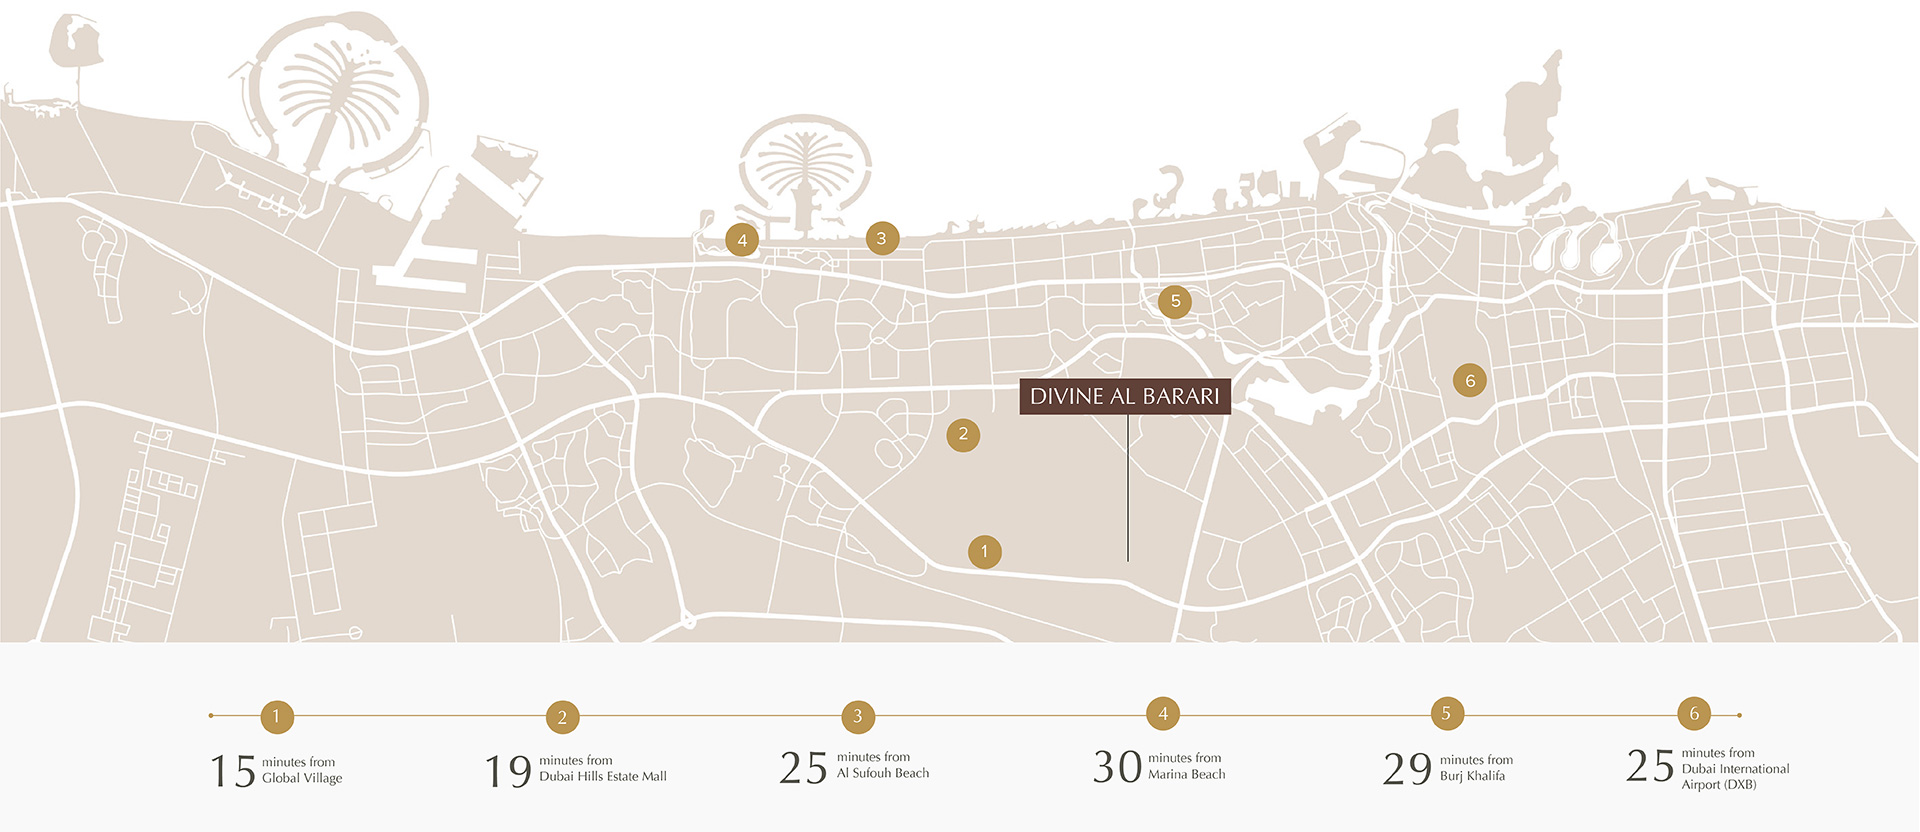 4
3
5
6
DIVINE AL BARARI
2
1
1
2
3
4
5
6
15 minutes from
Global Village
19 minutes from
Dubai Hills Estate Mall
25 minutes from
Al Sufouh Beach
30 minutes from
Marina Beach
29 minutes from
Burj Khalifa
25 minutes from
Dubai International
Airport (DXB)